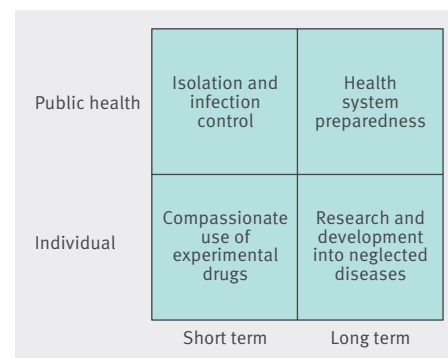 Public health
Isolation and
infection
control
Health
system
preparedness
Individual
Compassionate
use of
experimental
drugs
Research and
development
into neglected
diseases
Short term
Long term